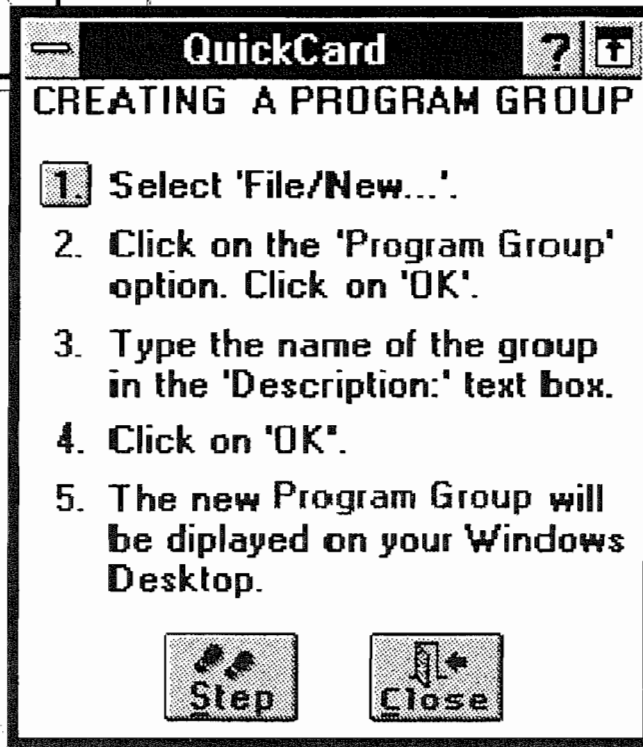 QuickCard ?
CREATING A PROGRAM GROUP
1. Select 'File/New...'.
2. Click on the 'Program Group'
option. Click on 'OK'.
3. Type the name of the group
in the 'Description:' text box.
4. Click on 'OK".
5. The new Program Group will
be diplayed on your Windows
Desktop.
Step Close